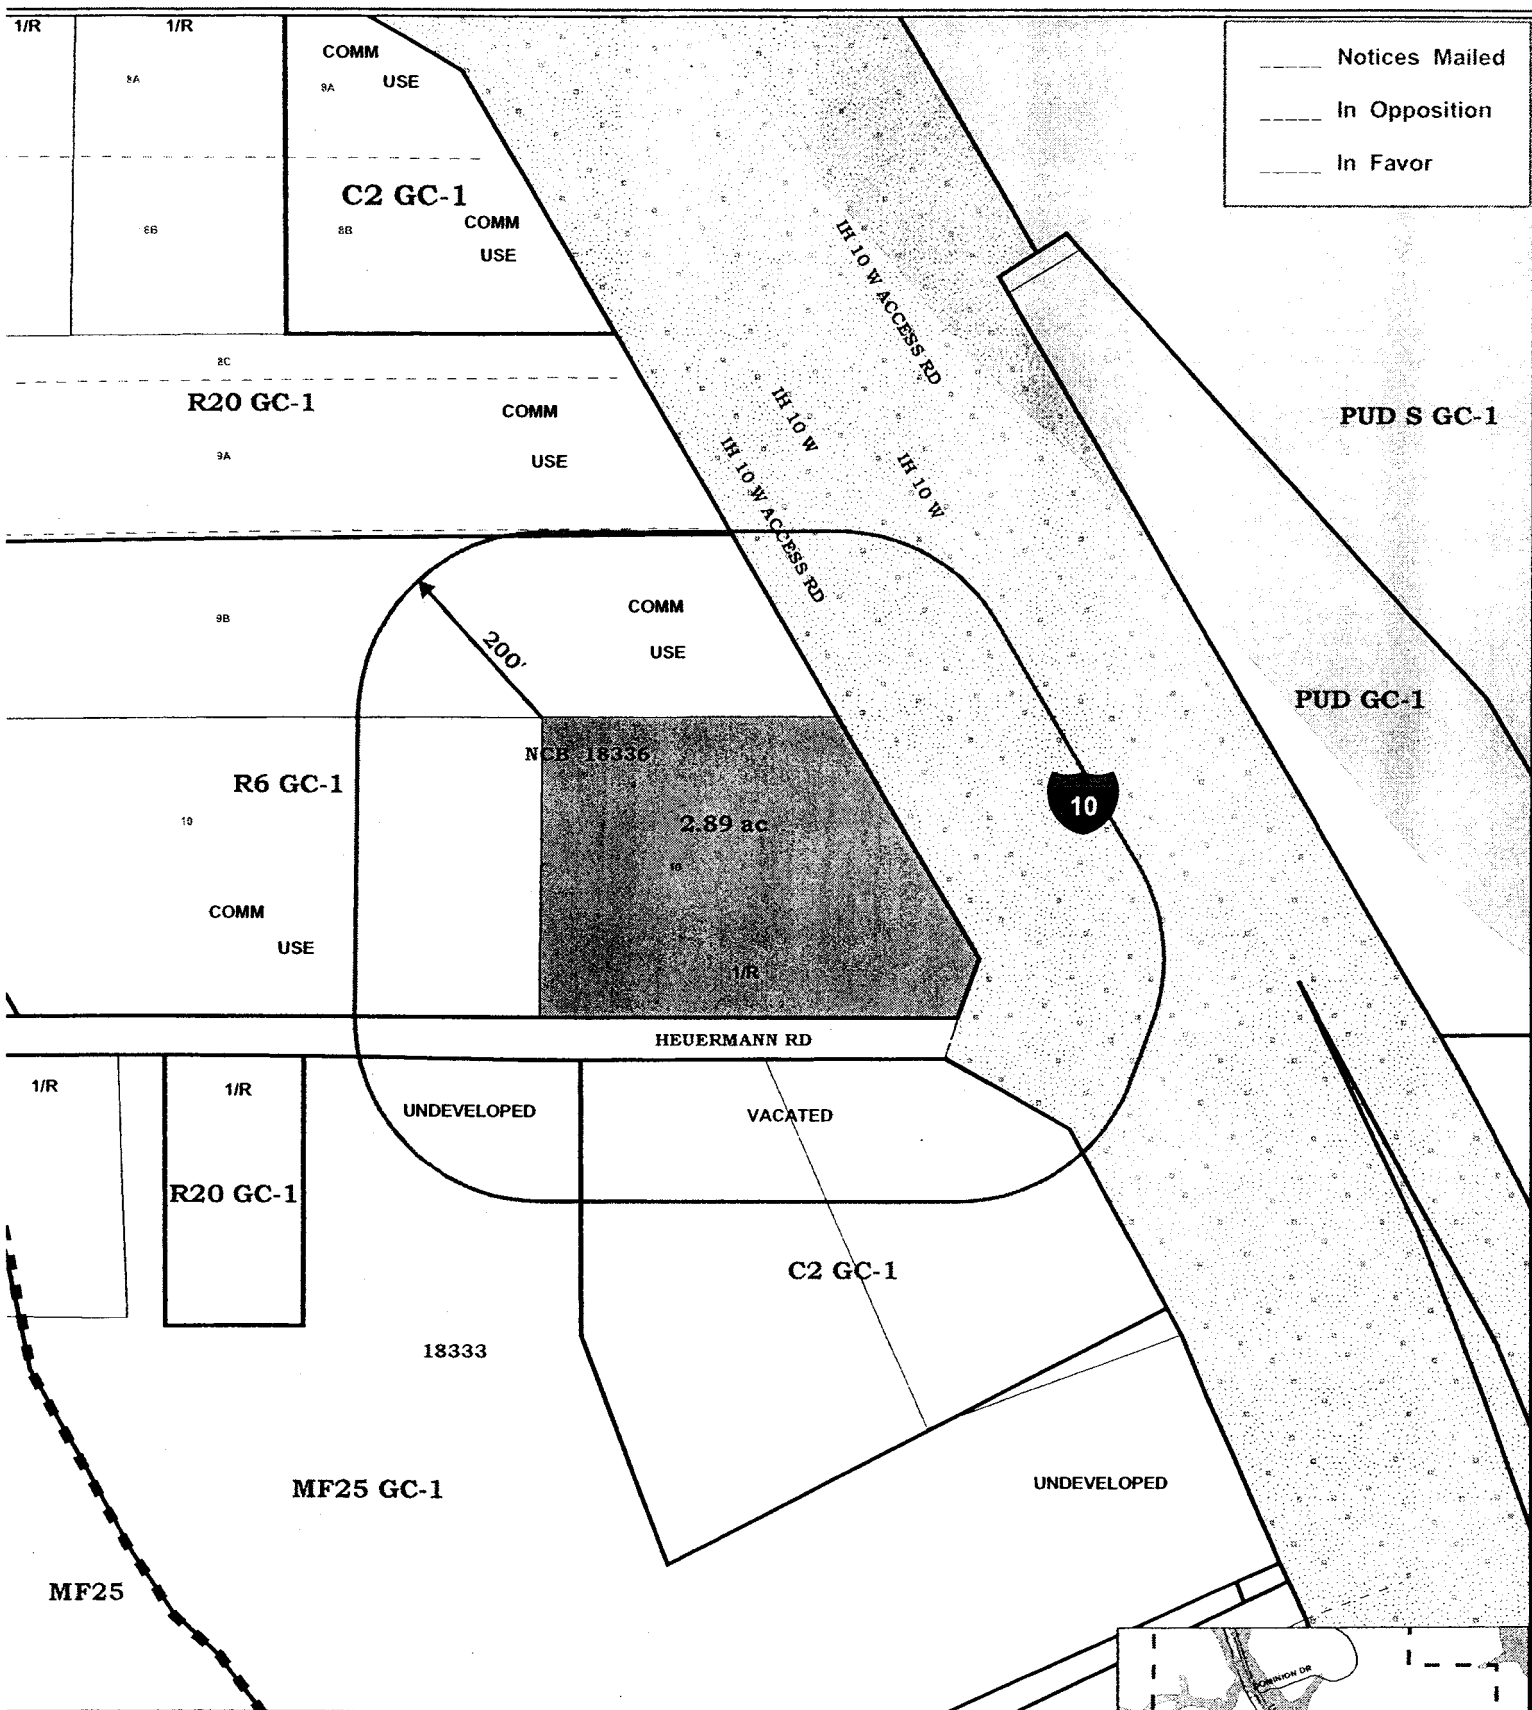 1/R
1/R
Notices Mailed
In Opposition
In Favor
COMM
USE
8A
9A
C2 GC-1
COMM
USE
8B
IH 10 W ACCESS RD
8C
R20 GC-1
COMM
USE
9A
IH 10 W
IH 10 W
IH 10 W ACCESS RD
PUD S GC-1
9B
COMM
USE
200'
PUD GC-1
NCB 18336
R6 GC-1
10
2.89 ac
10
COMM
USE
1/R
HEUERMANN RD
1/R
1/R
UNDEVELOPED
VACATED
R20 GC-1
C2 GC-1
18333
MF25 GC-1
UNDEVELOPED
MF25
DOMINION DR